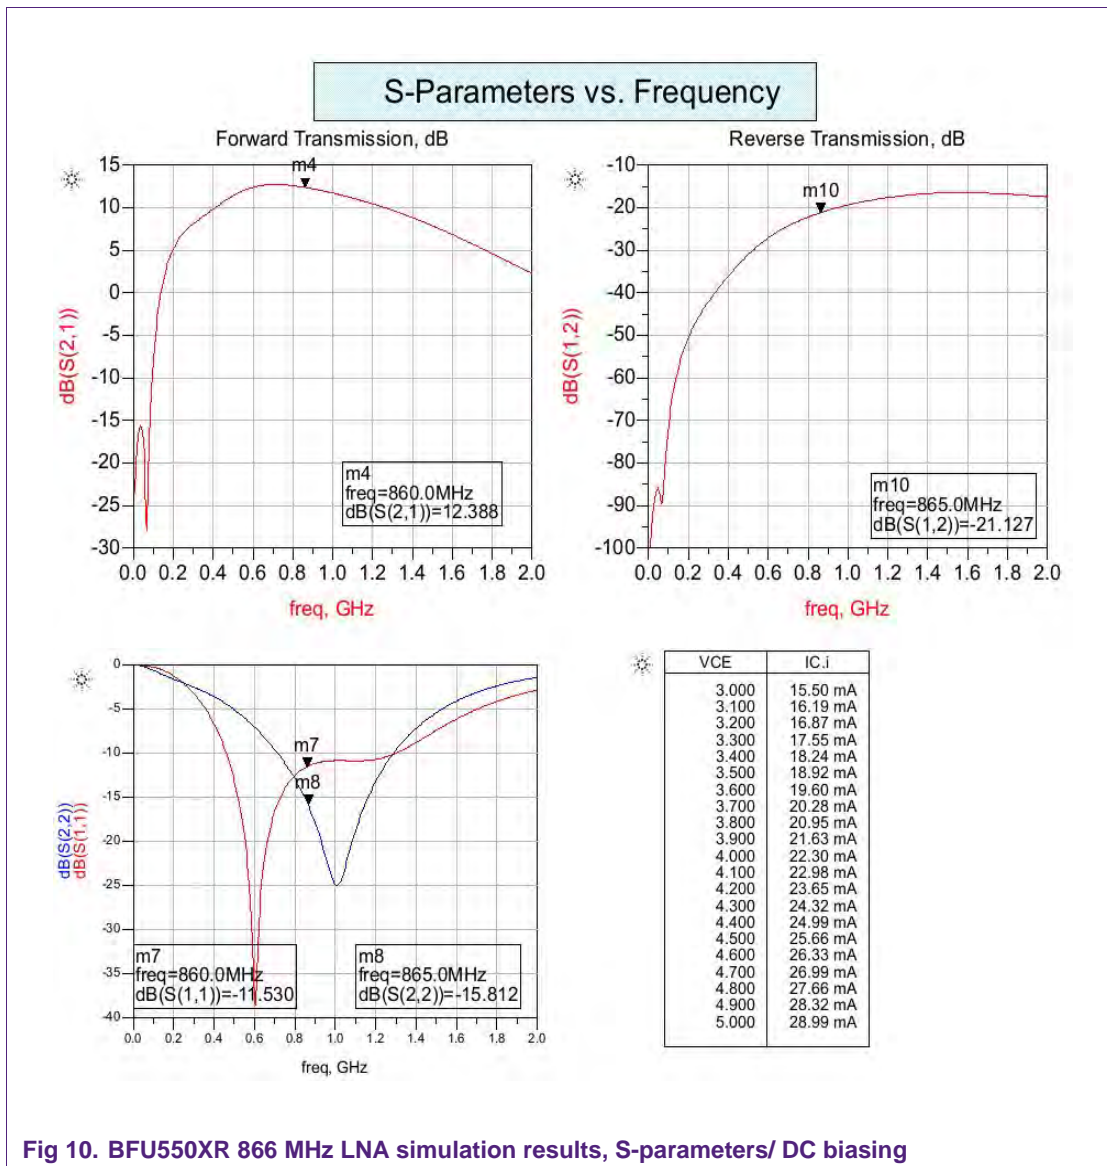 S-Parameters vs. Frequency
Forward Transmission, dB
m4
15
10
5
0
-5
-10
-15
-20
-25
-30
dB(S(2,1))
m4
freq=860.0MHz
dB(S(2,1))=12.388
0.0 0.2 0.4 0.6 0.8 1.0 1.2 1.4 1.6 1.8 2.0
freq, GHz
Reverse Transmission, dB
m10
-10
-20
-30
-40
-50
-60
-70
-80
-90
-100
dB(S(1,2))
m10
freq=865.0MHz
dB(S(1,2))=-21.127
0.0 0.2 0.4 0.6 0.8 1.0 1.2 1.4 1.6 1.8 2.0
freq, GHz
0
-5
-10
-15
-20
-25
-30
-35
-40
dB(S(2,2))
dB(S(1,1))
m7
m8
m7
freq=860.0MHz
dB(S(1,1))=-11.530
m8
freq=865.0MHz
dB(S(2,2))=-15.812
0.0 0.2 0.4 0.6 0.8 1.0 1.2 1.4 1.6 1.8 2.0
freq, GHz
VCE IC.i
3.000 15.50 mA
3.100 16.19 mA
3.200 16.87 mA
3.300 17.55 mA
3.400 18.24 mA
3.500 18.92 mA
3.600 19.60 mA
3.700 20.28 mA
3.800 20.95 mA
3.900 21.63 mA
4.000 22.30 mA
4.100 22.98 mA
4.200 23.65 mA
4.300 24.32 mA
4.400 24.99 mA
4.500 25.66 mA
4.600 26.33 mA
4.700 26.99 mA
4.800 27.66 mA
4.900 28.32 mA
5.000 28.99 mA
Fig 10. BFU550XR 866 MHz LNA simulation results, S-parameters/ DC biasing